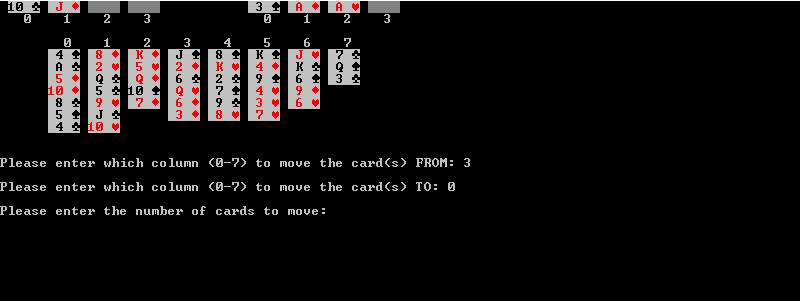 10♣ J♦ 3♠ A♦ A♥
0 1 2 3 0 1 2 3
0 1 2 3 4 5 6 7
4♠ 8♦ K♦ J♠ 8♠ K♠ J♥ 7♣
A♣ 2♥ 5♥ 2♦ K♥ 4♦ K♣ Q♠
5♦ Q♣ Q♦ 6♣ 2♣ 9♠ 6♠ 3♣
10♦ 5♣ 10♠ Q♥ 7♠ 4♥ 9♦
8♣ 9♥ 7♦ 6♦ 9♣ 3♥ 6♥
5♠ J♣ 3♦ 8♥ 7♥
4♣ 10♥
Please enter which column (0-7) to move the card(s) FROM: 3
Please enter which column (0-7) to move the card(s) TO: 0
Please enter the number of cards to move: